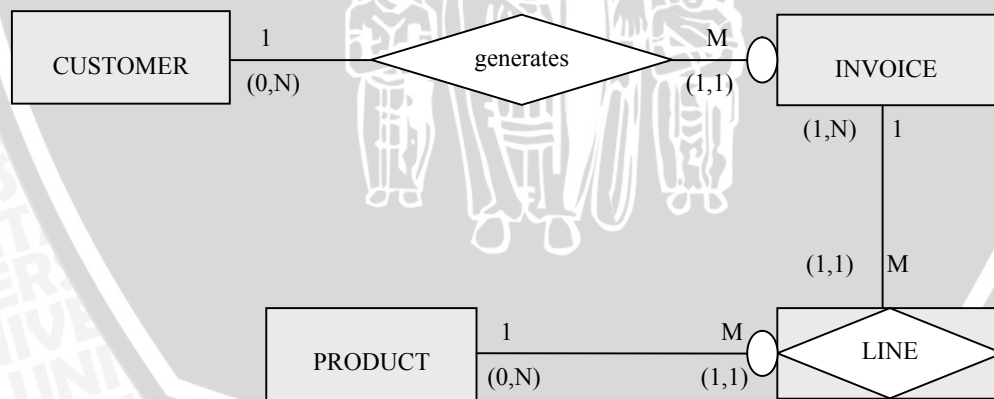 1 M
CUSTOMER generates INVOICE
(0,N) (1,1)
(1,N) 1
(1,1) M
1 M
PRODUCT LINE
(0,N) (1,1)